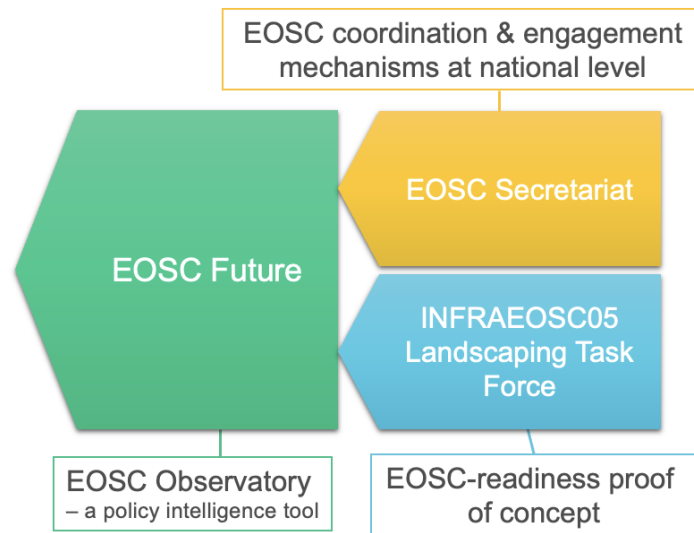 EOSC coordination & engagement
mechanisms at national level
EOSC Secretariat
EOSC Future
INFRAEOSC05
Landscaping Task
Force
EOSC Observatory
– a policy intelligence tool
EOSC-readiness proof
of concept